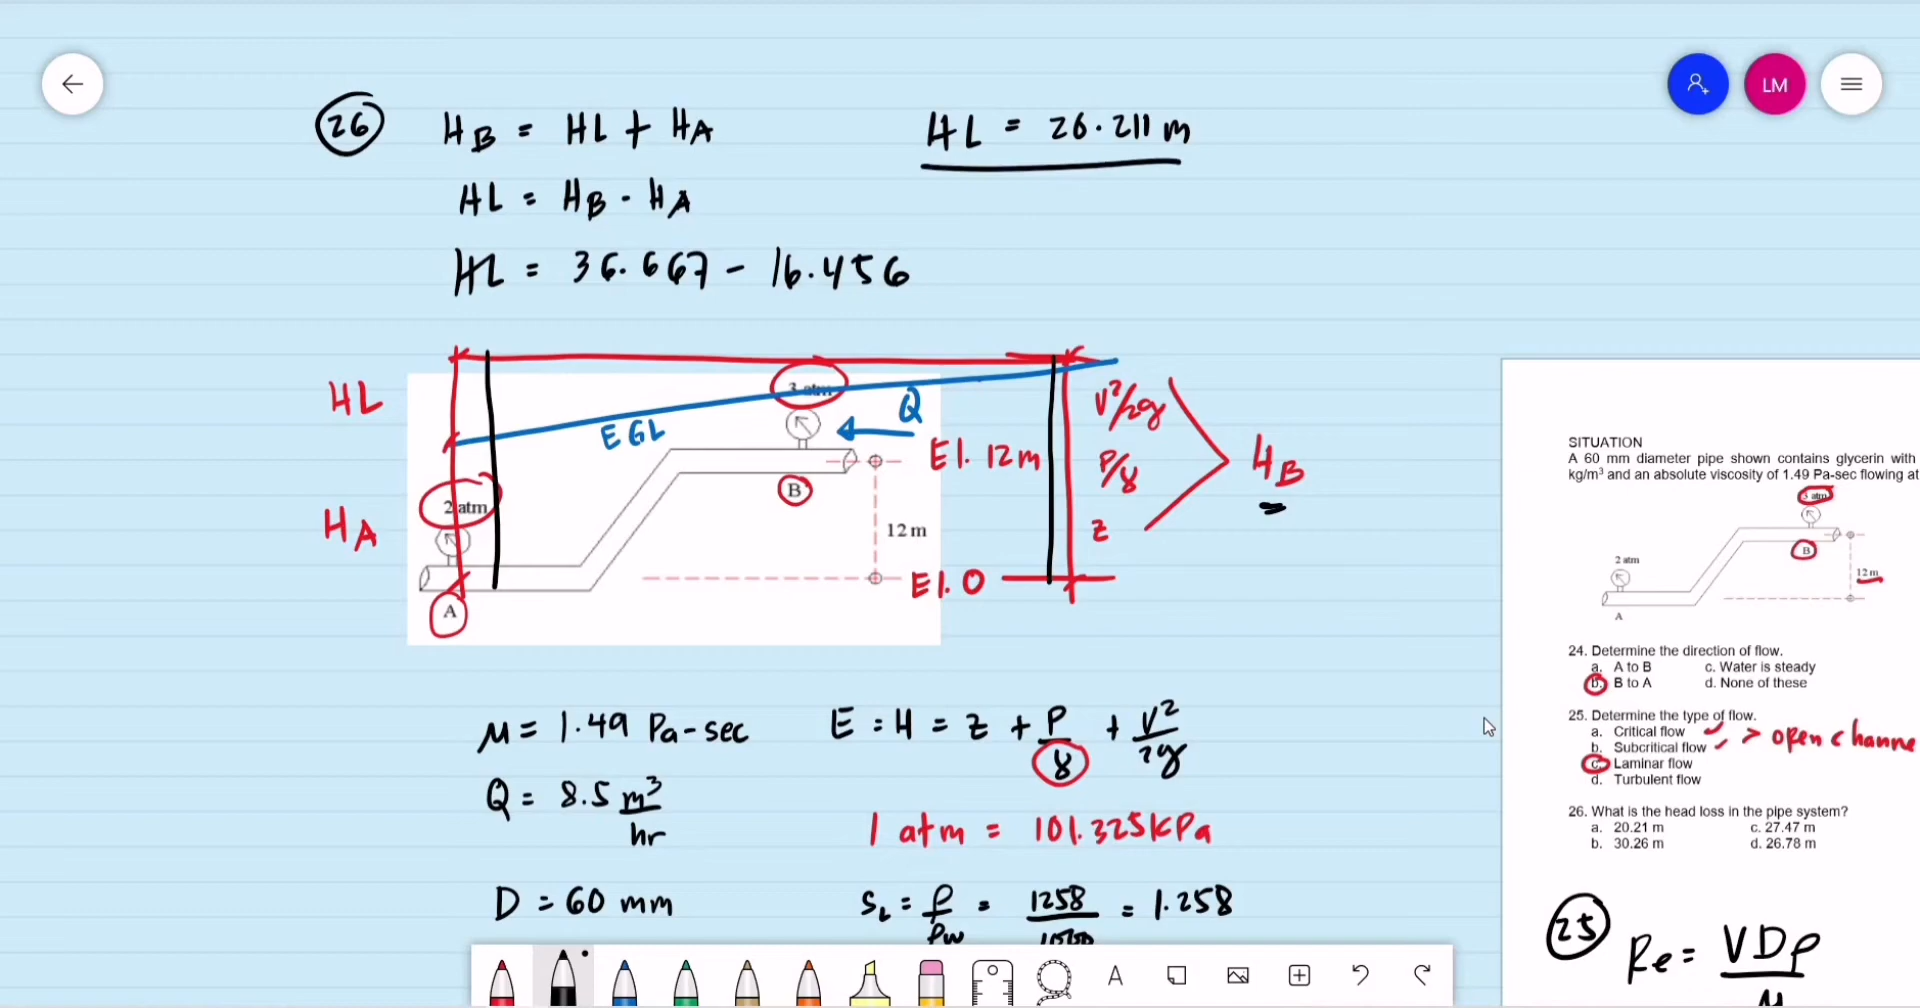 LM
26 HB = HL + HA
HL = 26.211 m
HL = HB - HA
HL = 36.667 - 16.456
HL
HA
3 atm
2 atm
EGL
Q
B
A
El. 12m
12 m
El. 0
V²/2g
P/γ
z
HB
μ = 1.49 Pa-sec
Q = 8.5 m³/hr
D = 60 mm
E = H = z + P/γ + V²/2g
1 atm = 101.325 KPa
SL = ρ/ρw = 1258/1000 = 1.258
SITUATION
A 60 mm diameter pipe shown contains glycerin with
kg/m³ and an absolute viscosity of 1.49 Pa-sec flowing at
3 atm
2 atm
B
12 m
A
24. Determine the direction of flow.
a. A to B c. Water is steady
b. B to A d. None of these
25. Determine the type of flow.
a. Critical flow
b. Subcritical flow
> open channe
c. Laminar flow
d. Turbulent flow
26. What is the head loss in the pipe system?
a. 20.21 m c. 27.47 m
b. 30.26 m d. 26.78 m
25 Re = VDρ/μ
A